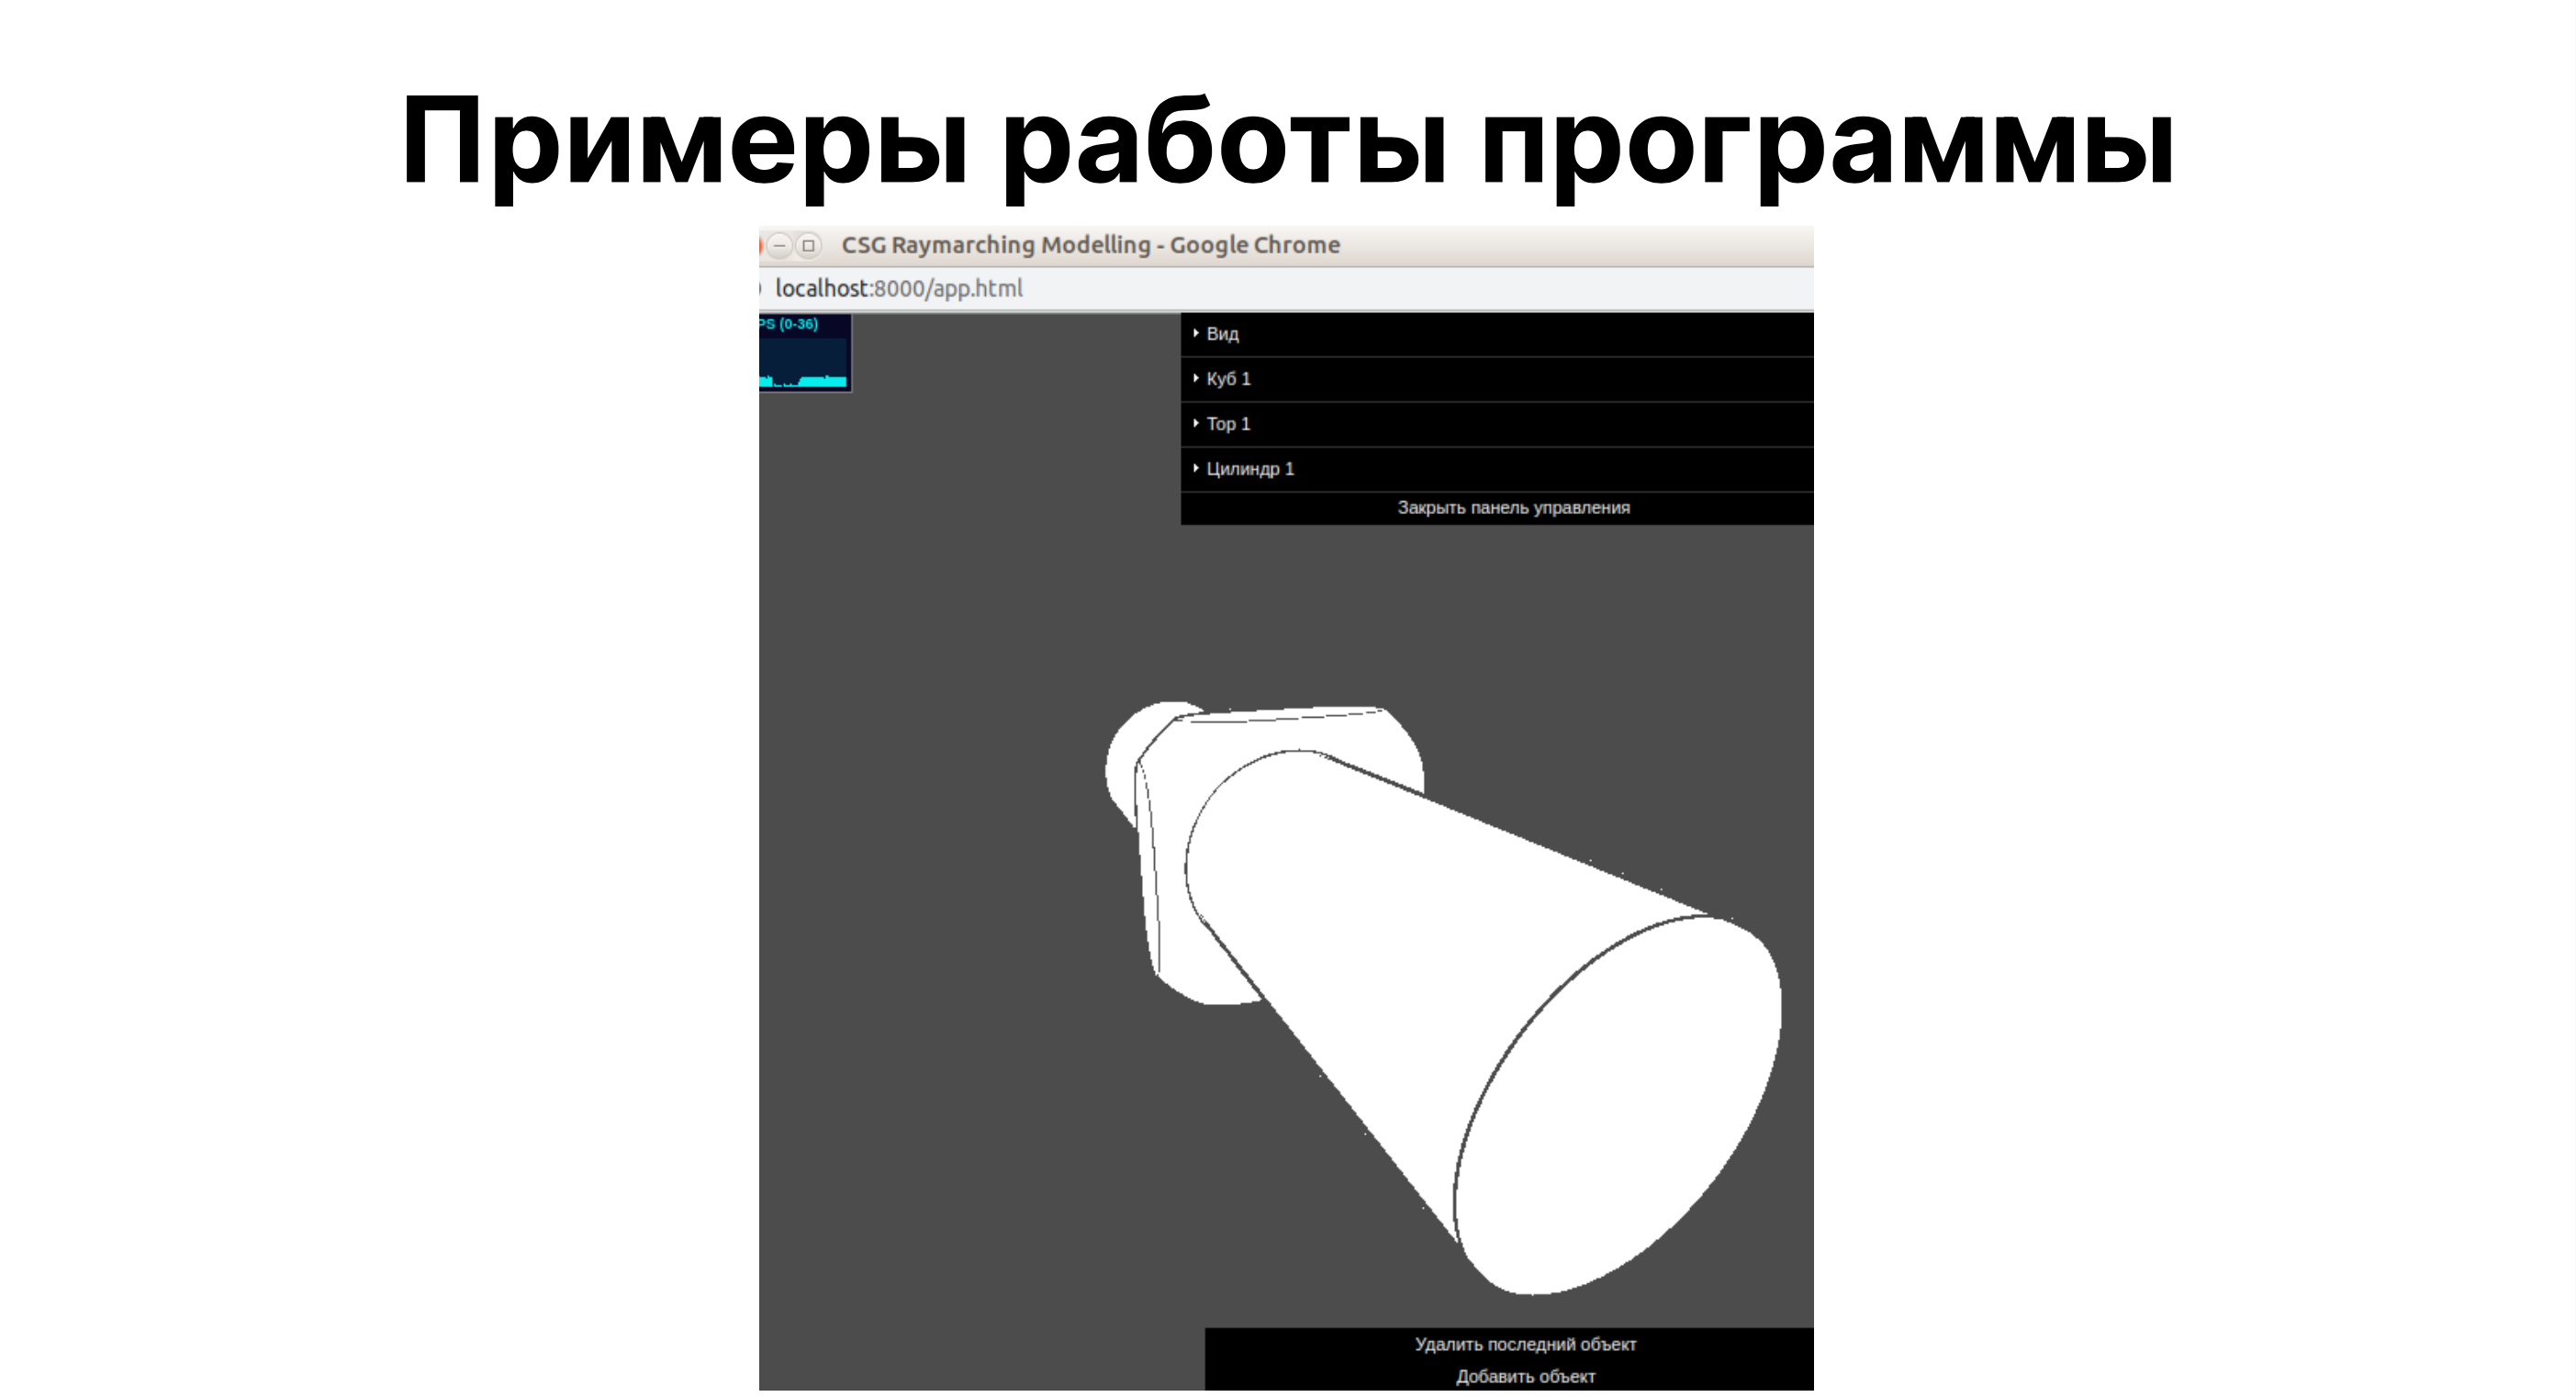 Примеры работы программы
CSG Raymarching Modelling - Google Chrome
localhost:8000/app.html
PS (0-36)
Вид
Куб 1
Тор 1
Цилиндр 1
Закрыть панель управления
Удалить последний объект
Добавить объект